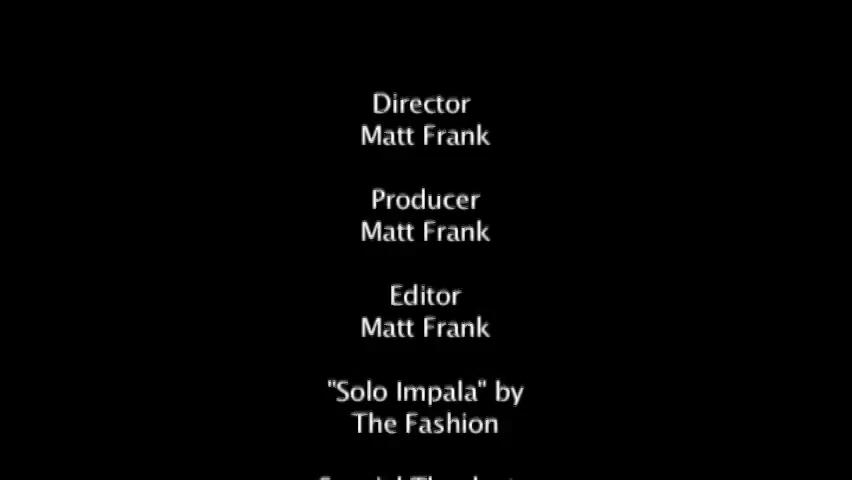 Director
Matt Frank
Producer
Matt Frank
Editor
Matt Frank
"Solo Impala" by
The Fashion